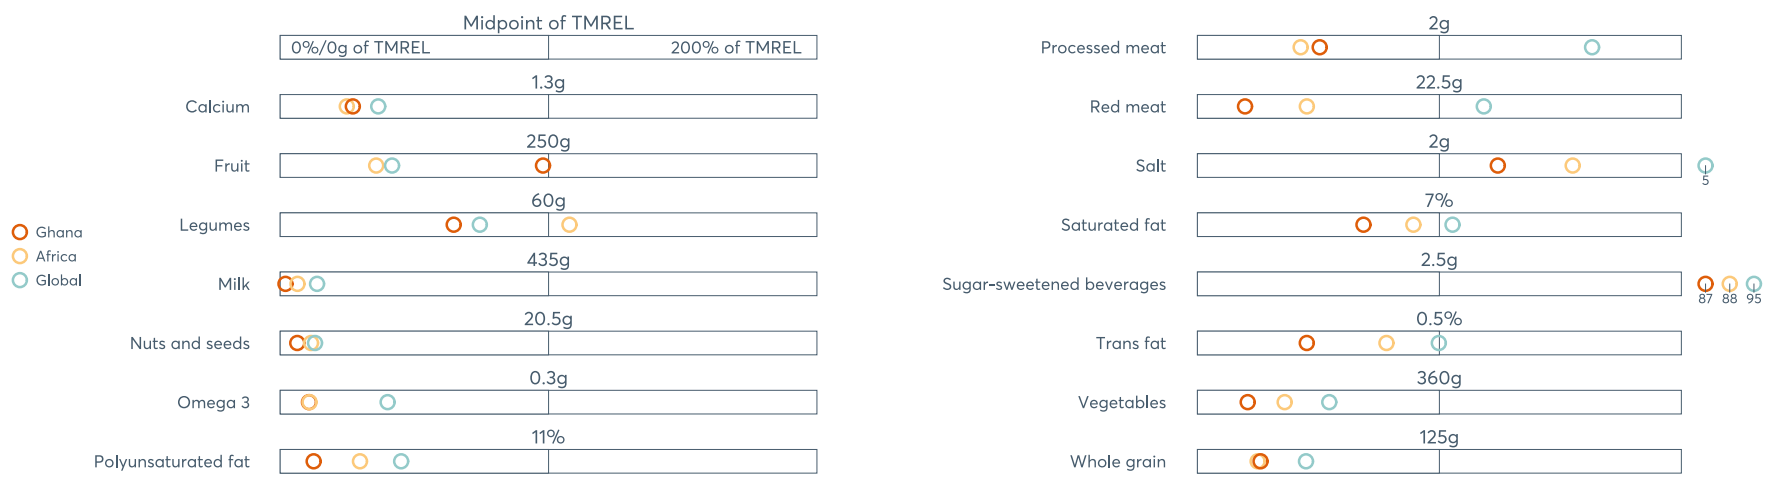 Midpoint of TMREL
0%/0g of TMREL 200% of TMREL
1.3g
Calcium
250g
Fruit
60g
Legumes
435g
Milk
20.5g
Nuts and seeds
0.3g
Omega 3
11%
Polyunsaturated fat
Ghana
Africa
Global
2g
Processed meat
22.5g
Red meat
2g
Salt
5
7%
Saturated fat
2.5g
Sugar-sweetened beverages
87 88 95
0.5%
Trans fat
360g
Vegetables
125g
Whole grain